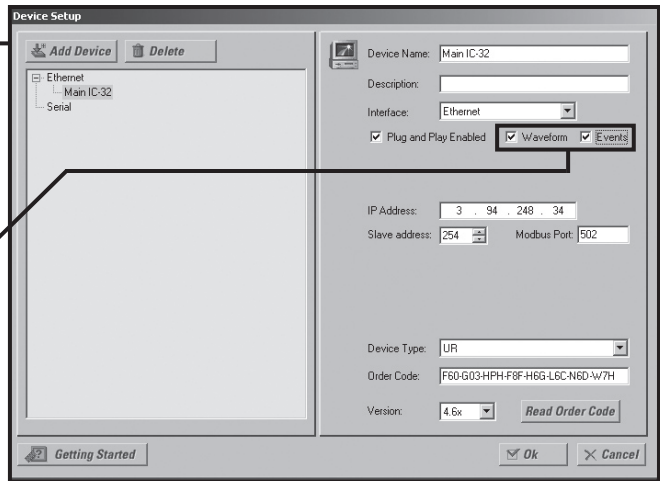 Device Setup
Add Device
Delete
Ethernet
Main IC-32
Serial
Device Name: Main IC-32
Description:
Interface: Ethernet
Plug and Play Enabled Waveform Events
IP Address: 3 . 94 . 248 . 34
Slave address: 254 Modbus Port: 502
Device Type: UR
Order Code: F60-G03-HPH-F8F-H6G-L6C-N6D-W7H
Version: 4.6x Read Order Code
Getting Started
Ok
Cancel